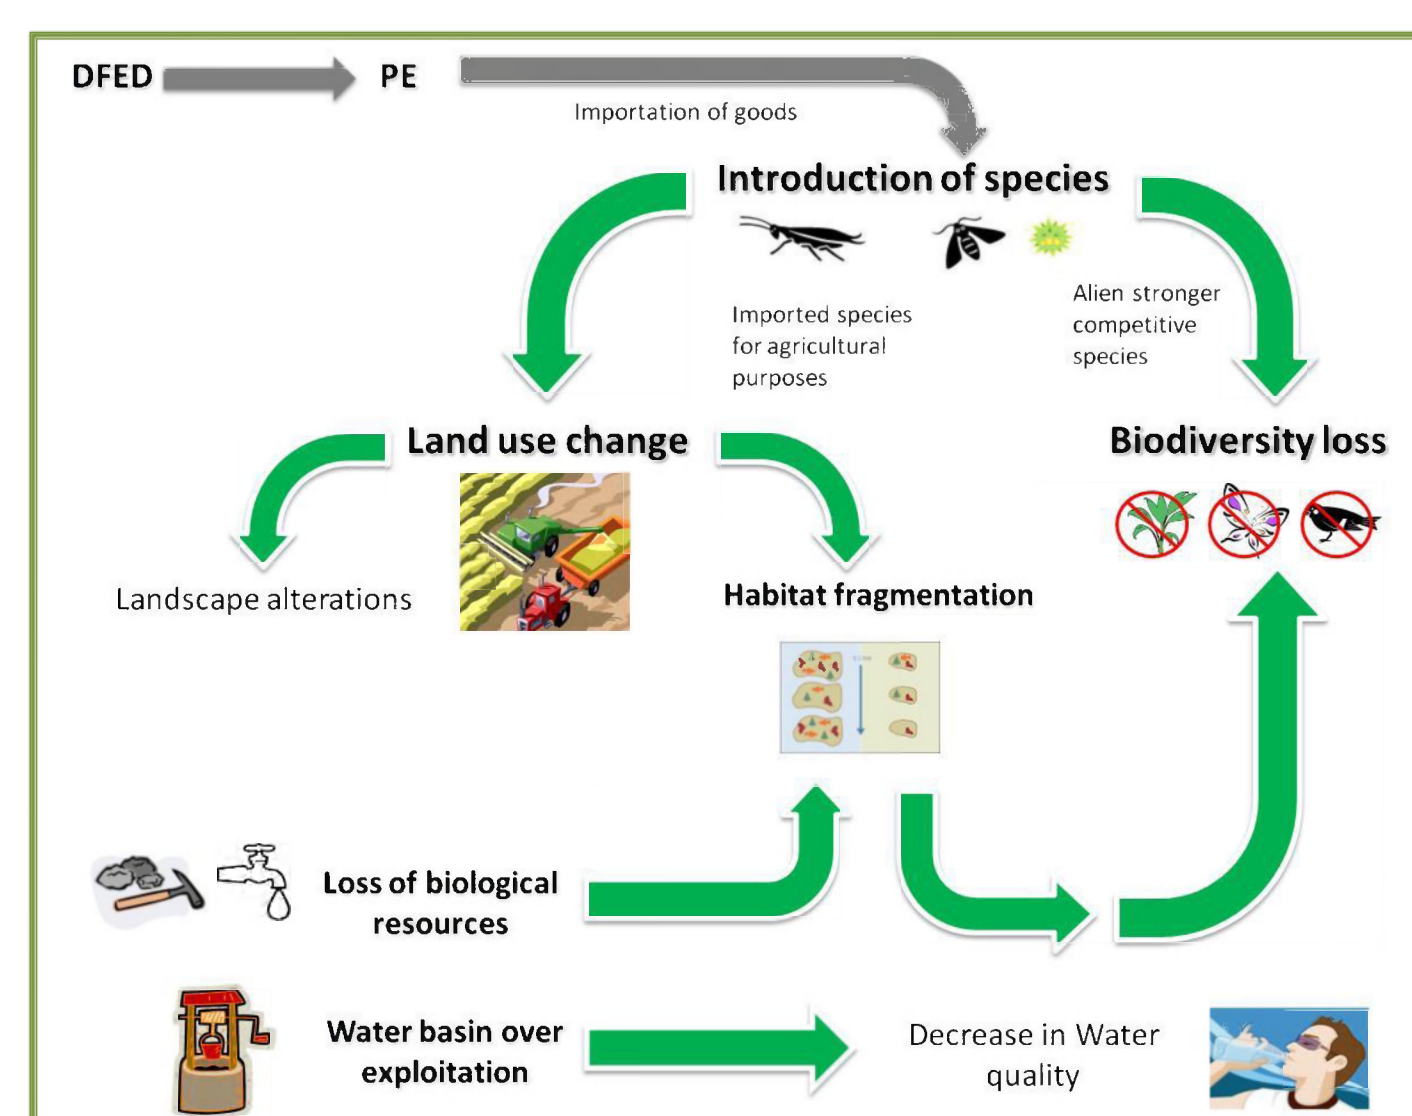 DFED
PE
Importation of goods
Introduction of species
Imported species
for agricultural
purposes
Alien stronger
competitive
species
Land use change
Biodiversity loss
Landscape alterations
Habitat fragmentation
Loss of biological
resources
Water basin over
exploitation
Decrease in Water
quality